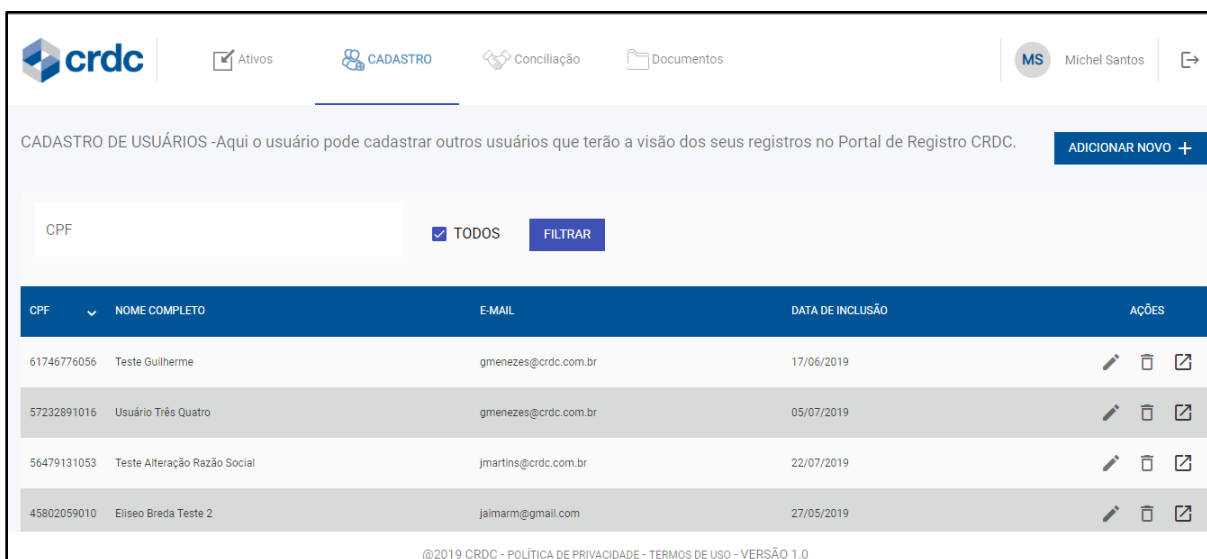 crdc Ativos CADASTRO Conciliação Documentos MS Michel Santos
CADASTRO DE USUÁRIOS -Aqui o usuário pode cadastrar outros usuários que terão a visão dos seus registros no Portal de Registro CRDC. ADICIONAR NOVO +
CPF TODOS FILTRAR
CPF NOME COMPLETO E-MAIL DATA DE INCLUSÃO AÇÕES
61746776056 Teste Guilherme gmenezes@crdc.com.br 17/06/2019
57232891016 Usuário Três Quatro gmenezes@crdc.com.br 05/07/2019
56479131053 Teste Alteração Razão Social jmartins@crdc.com.br 22/07/2019
45802059010 Eliseo Breda Teste 2 jaimarm@gmail.com 27/05/2019
@2019 CRDC - POLÍTICA DE PRIVACIDADE - TERMOS DE USO - VERSÃO 1.0